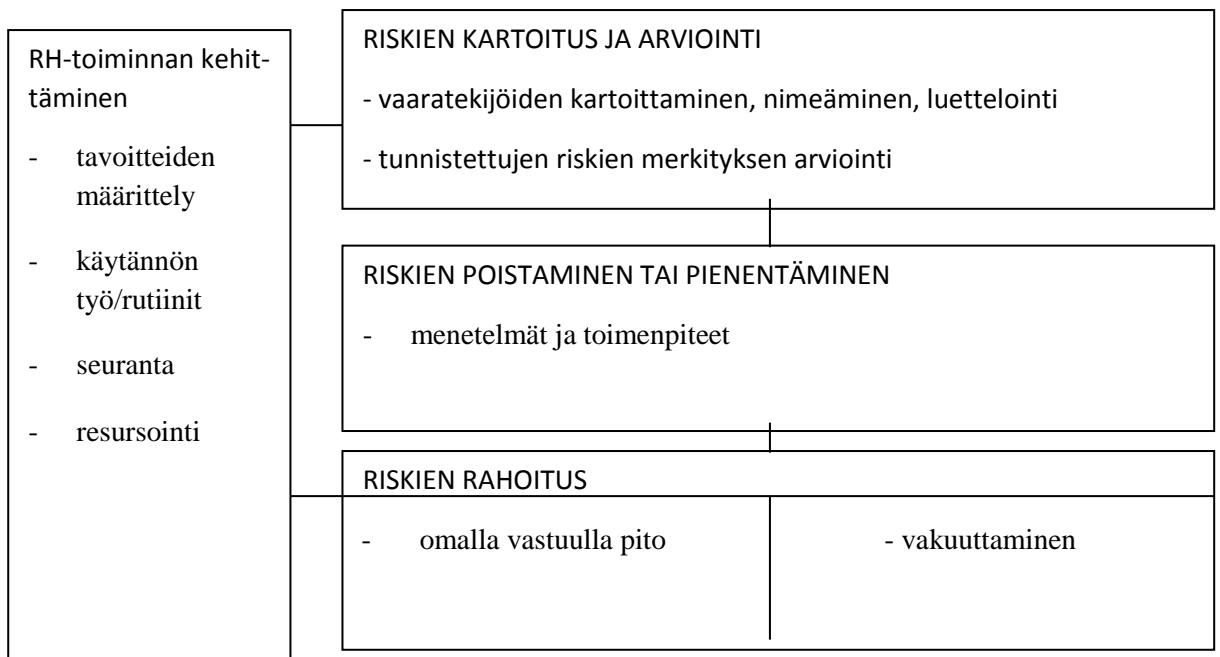 RH-toiminnan kehit-
täminen
- tavoitteiden
määrittely
- käytännön
työ/rutiinit
- seuranta
- resursointi
RISKIEN KARTOITUS JA ARVIOINTI
- vaaratekijöiden kartoittaminen, nimeäminen, luettelointi
- tunnistettujen riskien merkityksen arviointi
RISKIEN POISTAMINEN TAI PIENENTÄMINEN
- menetelmät ja toimenpiteet
RISKIEN RAHOITUS
- omalla vastuulla pito
- vakuuttaminen